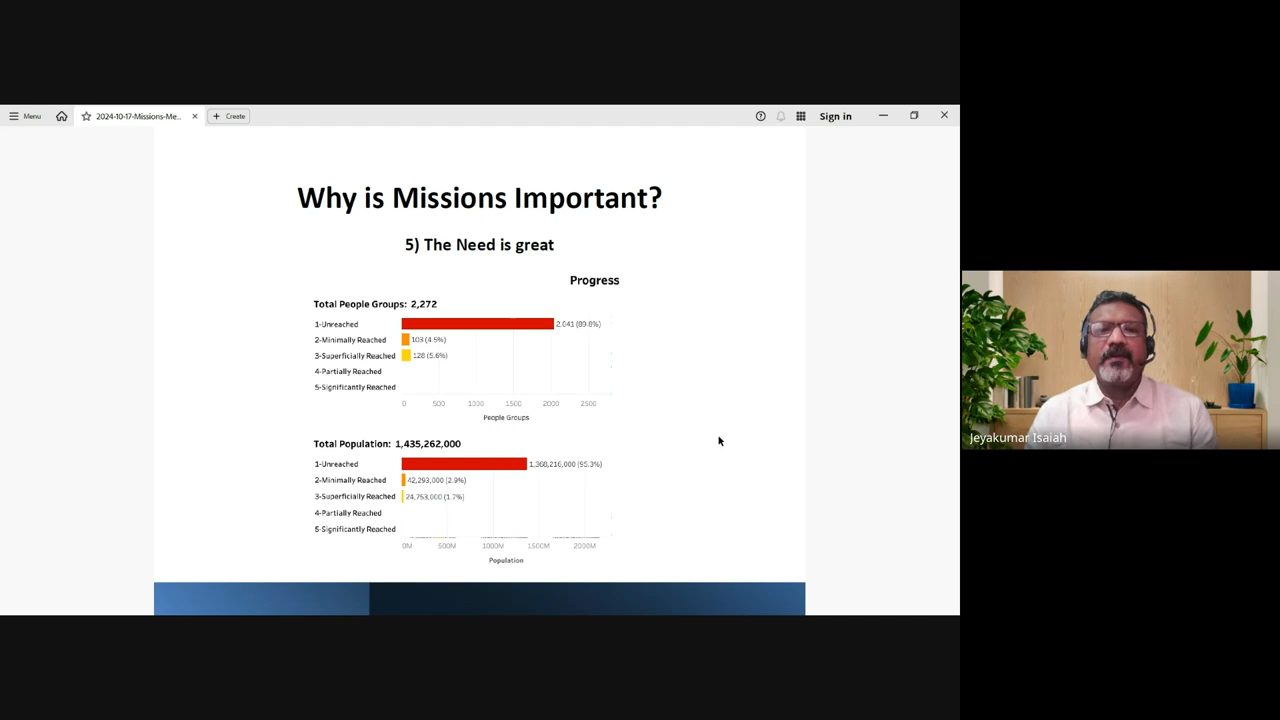 Menu
2024-10-17-Missions-Me...
Create
Sign in
Why is Missions Important?
5) The Need is great
Progress
Total People Groups: 2,272
1-Unreached 2,041 (89.8%)
2-Minimally Reached 103 (4.5%)
3-Superficially Reached 128 (5.6%)
4-Partially Reached
5-Significantly Reached
0 500 1000 1500 2000 2500
People Groups
Total Population: 1,435,262,000
1-Unreached 1,368,216,000 (95.3%)
2-Minimally Reached 42,293,000 (2.9%)
3-Superficially Reached 24,753,000 (1.7%)
4-Partially Reached
5-Significantly Reached
0M 500M 1000M 1500M 2000M
Population
Jeyakumar Isaiah